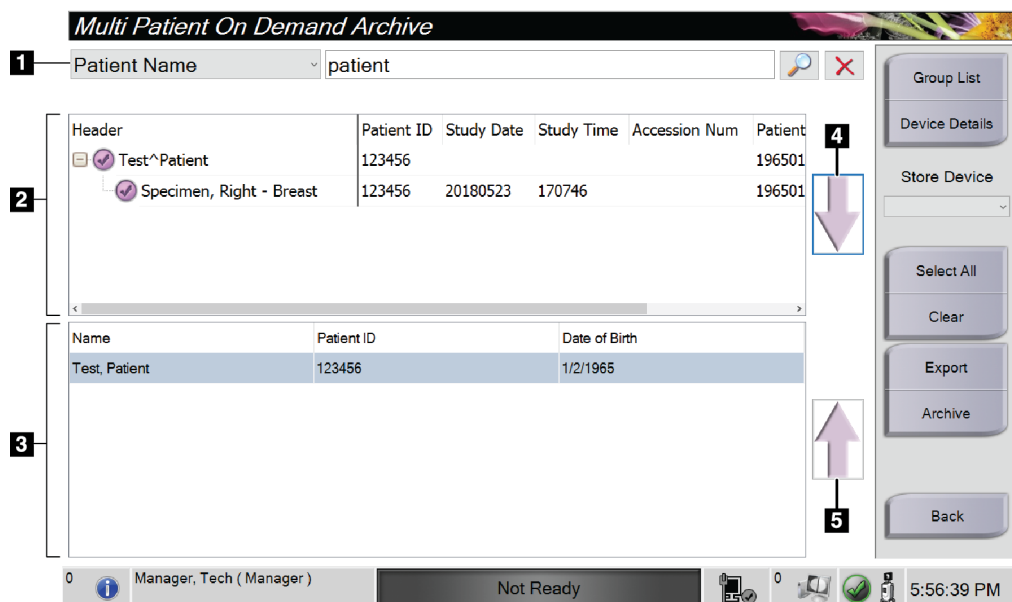 Multi Patient On Demand Archive
1
Patient Name
patient
Group List
Device Details
Store Device
Select All
Clear
Export
Archive
Back
2
Header Patient ID Study Date Study Time Accession Num Patient
Test^Patient 123456 196501
Specimen, Right - Breast 123456 20180523 170746 196501
4
3
Name Patient ID Date of Birth
Test, Patient 123456 1/2/1965
5
0 Manager, Tech ( Manager ) Not Ready 0 5:56:39 PM